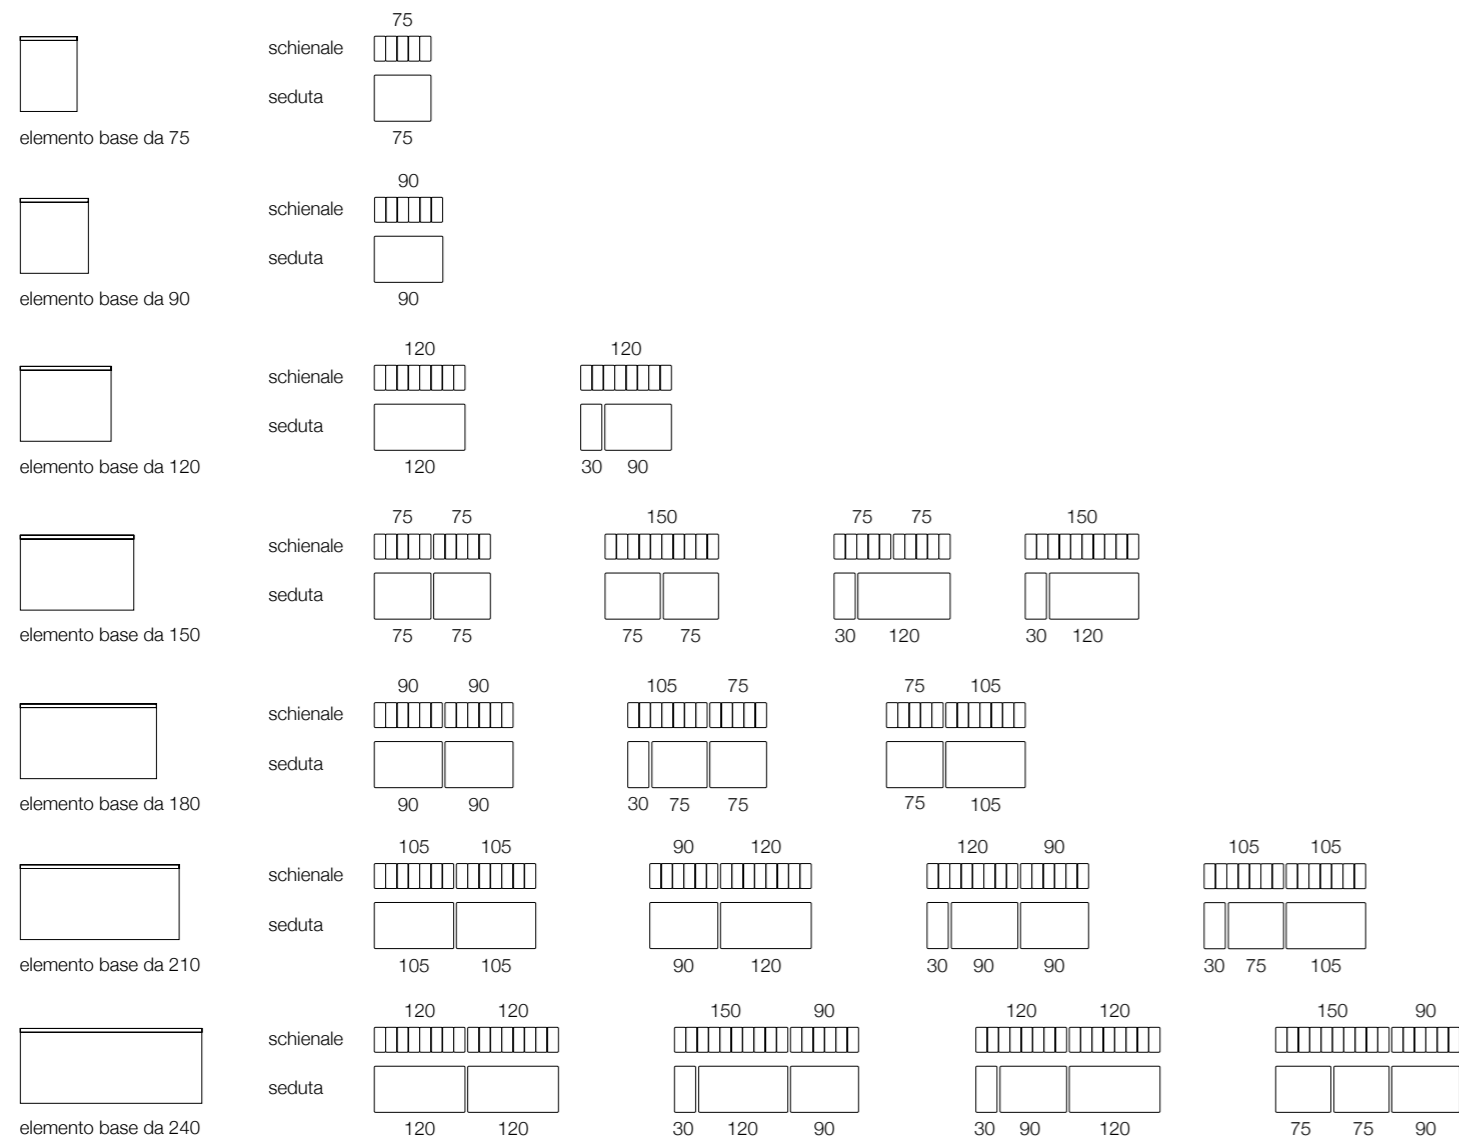 75
schienale
seduta
elemento base da 75
75
90
schienale
seduta
elemento base da 90
90
120 120
schienale
seduta
elemento base da 120
120 30 90
75 75 150 75 75 150
schienale
seduta
elemento base da 150
75 75 75 75 30 120 30 120
90 90 105 75 75 105
schienale
seduta
elemento base da 180
90 90 30 75 75 75 105
105 105 90 120 120 90 105 105
schienale
seduta
elemento base da 210
105 105 90 120 30 90 90 30 75 105
120 120 150 90 120 120 150 90
schienale
seduta
elemento base da 240
120 120 30 120 90 30 90 120 75 75 90